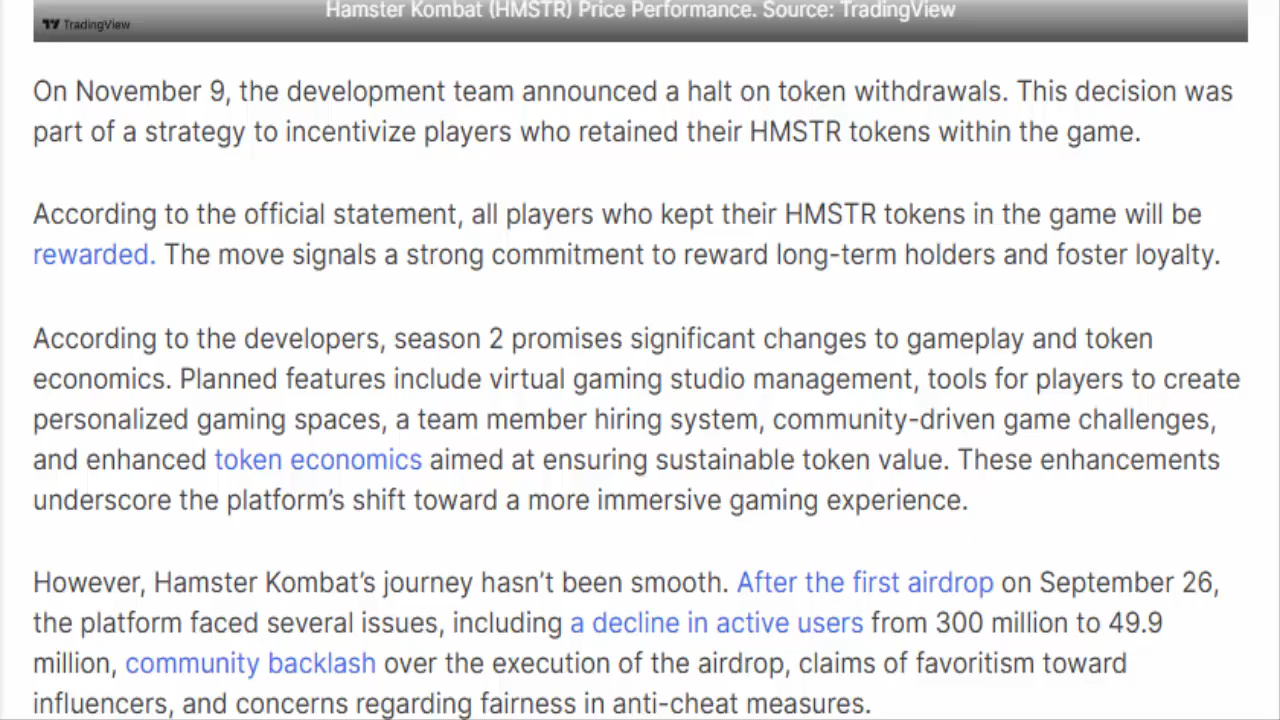 Hamster Kombat (HMSTR) Price Performance. Source: TradingView
TradingView
On November 9, the development team announced a halt on token withdrawals. This decision was
part of a strategy to incentivize players who retained their HMSTR tokens within the game.
According to the official statement, all players who kept their HMSTR tokens in the game will be
rewarded. The move signals a strong commitment to reward long-term holders and foster loyalty.
According to the developers, season 2 promises significant changes to gameplay and token
economics. Planned features include virtual gaming studio management, tools for players to create
personalized gaming spaces, a team member hiring system, community-driven game challenges,
and enhanced token economics aimed at ensuring sustainable token value. These enhancements
underscore the platform’s shift toward a more immersive gaming experience.
However, Hamster Kombat’s journey hasn’t been smooth. After the first airdrop on September 26,
the platform faced several issues, including a decline in active users from 300 million to 49.9
million, community backlash over the execution of the airdrop, claims of favoritism toward
influencers, and concerns regarding fairness in anti-cheat measures.